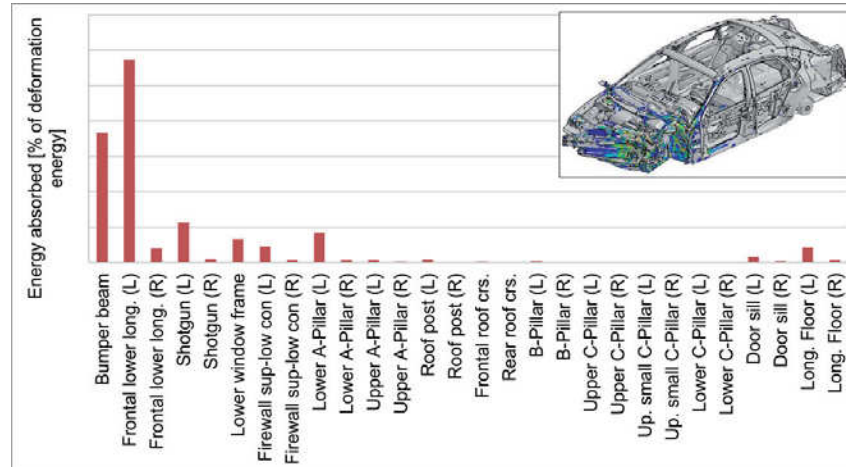 Energy absorbed [% of deformation
energy]
Bumper beam
Frontal lower long. (L)
Frontal lower long. (R)
Shotgun (L)
Shotgun (R)
Lower window frame
Firewall sup-low con (L)
Firewall sup-low con (R)
Lower A-Pillar (L)
Lower A-Pillar (R)
Upper A-Pillar (L)
Upper A-Pillar (R)
Roof post (L)
Roof post (R)
Frontal roof crs.
Rear roof crs.
B-Pillar (L)
B-Pillar (R)
Upper C-Pillar (L)
Upper C-Pillar (R)
Up. small C-Pillar (L)
Up. small C-Pillar (R)
Lower C-Pillar (L)
Lower C-Pillar (R)
Door sill (L)
Door sill (R)
Long. Floor (L)
Long. Floor (R)